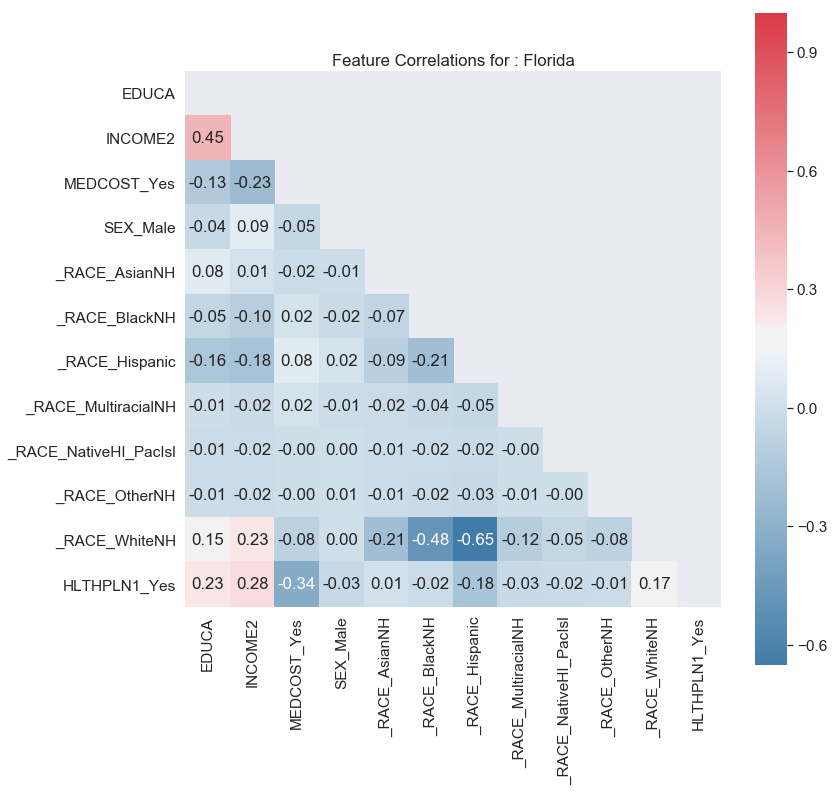 Feature Correlations for : Florida
EDUCA
INCOME2 0.45
MEDCOST_Yes -0.13 -0.23
SEX_Male -0.04 0.09 -0.05
_RACE_AsianNH 0.08 0.01 -0.02 -0.01
_RACE_BlackNH -0.05 -0.10 0.02 -0.02 -0.07
_RACE_Hispanic -0.16 -0.18 0.08 0.02 -0.09 -0.21
_RACE_MultiracialNH -0.01 -0.02 0.02 -0.01 -0.02 -0.04 -0.05
_RACE_NativeHI_PacIsl -0.01 -0.02 -0.00 0.00 -0.01 -0.02 -0.02 -0.00
_RACE_OtherNH -0.01 -0.02 -0.00 0.01 -0.01 -0.02 -0.03 -0.01 -0.00
_RACE_WhiteNH 0.15 0.23 -0.08 0.00 -0.21 -0.48 -0.65 -0.12 -0.05 -0.08
HLTHPLN1_Yes 0.23 0.28 -0.34 -0.03 0.01 -0.02 -0.18 -0.03 -0.02 -0.01 0.17
EDUCA
INCOME2
MEDCOST_Yes
SEX_Male
_RACE_AsianNH
_RACE_BlackNH
_RACE_Hispanic
_RACE_MultiracialNH
_RACE_NativeHI_PacIsl
_RACE_OtherNH
_RACE_WhiteNH
HLTHPLN1_Yes
0.9
0.6
0.3
0.0
−0.3
−0.6